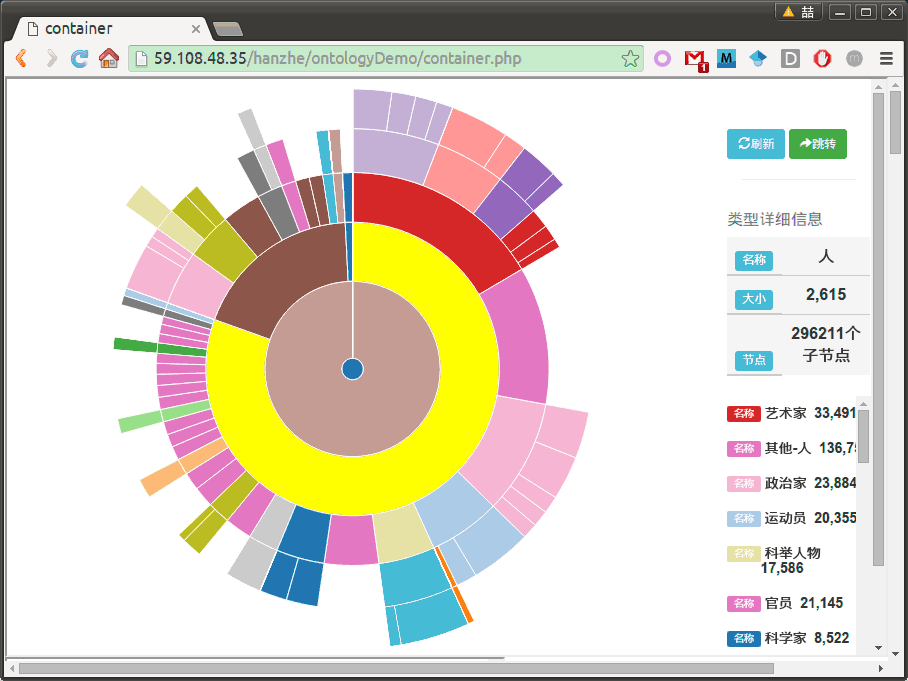 喆
container
59.108.48.35/hanzhe/ontologyDemo/container.php
M
1
M
D
m
刷新
跳转
类型详细信息
名称 人
大小 2,615
节点 296211个
子节点
名称 艺术家 33,491
名称 其他-人
名称 政治家 23,884
名称 运动员 20,355
名称 科举人物
17,586
名称 官员 21,145
名称 科学家 8,522